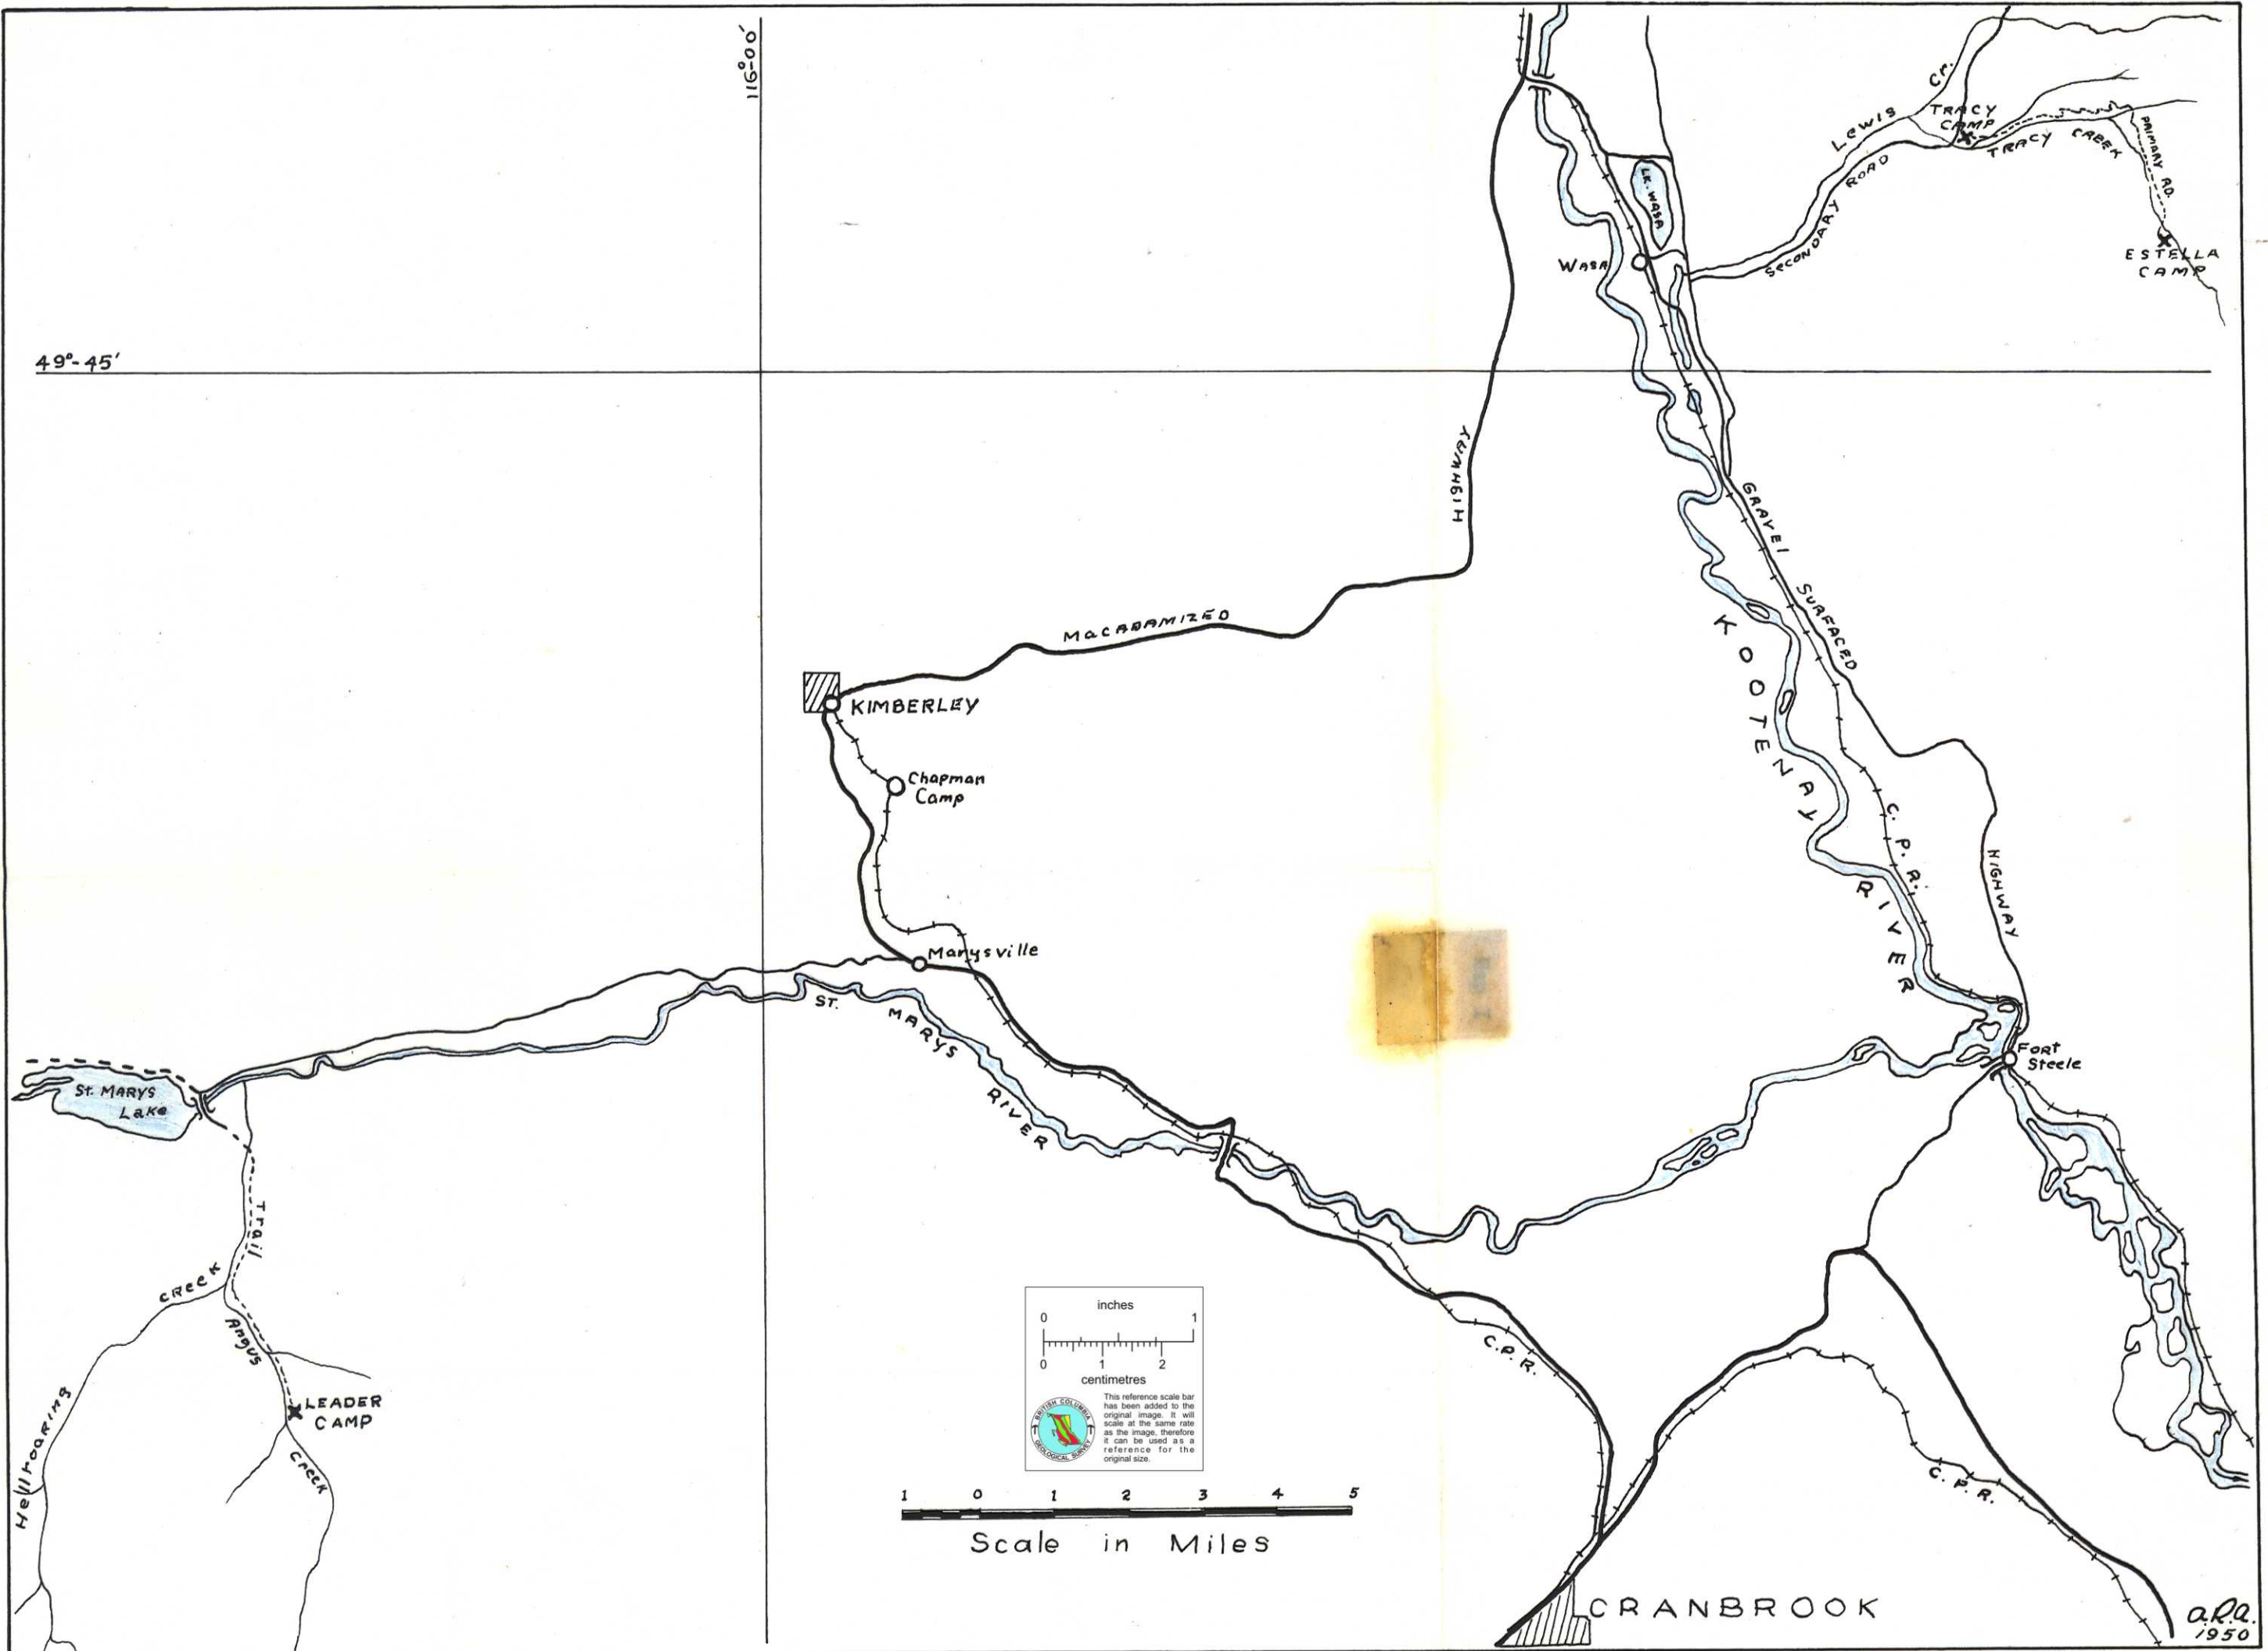 116°00'
Lewis
Cr.
TRACY
CAMP
TRACY
CREEK
PRIMARY RD.
SECONDARY
ROAD
LK. WASA
WASA
ESTELLA
CAMP
49°-45'
HIGHWAY
GRAVEL
SURFACED
HIGHWAY
MACADAMIZED
KOOTENAY
RIVER
C. P. R.
KIMBERLEY
Chapman
Camp
Marysville
ST.
MARYS
RIVER
St. MARYS
Lake
Fort
Steele
Trail
Creek
Hellroaring
Angus
Creek
LEADER
CAMP
inches
0 1
0 1 2
centimetres
BRITISH COLUMBIA
GEOLOGICAL SURVEY
This reference scale bar
has been added to the
original image. It will
scale at the same rate
as the image, therefore
it can be used as a
reference for the
original size.
C.P.R.
C. P. R.
1 0 1 2 3 4 5
Scale in Miles
CRANBROOK
a.R.a.
1950